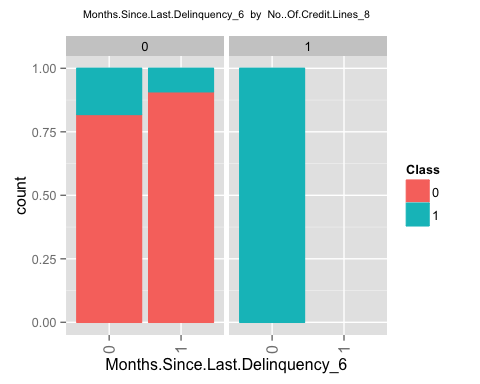 Months.Since.Last.Delinquency_6 by No..Of.Credit.Lines_8
0 1
1.00
0.75
0.50
0.25
0.00
count
0 1 0 1
Months.Since.Last.Delinquency_6
Class
0
1